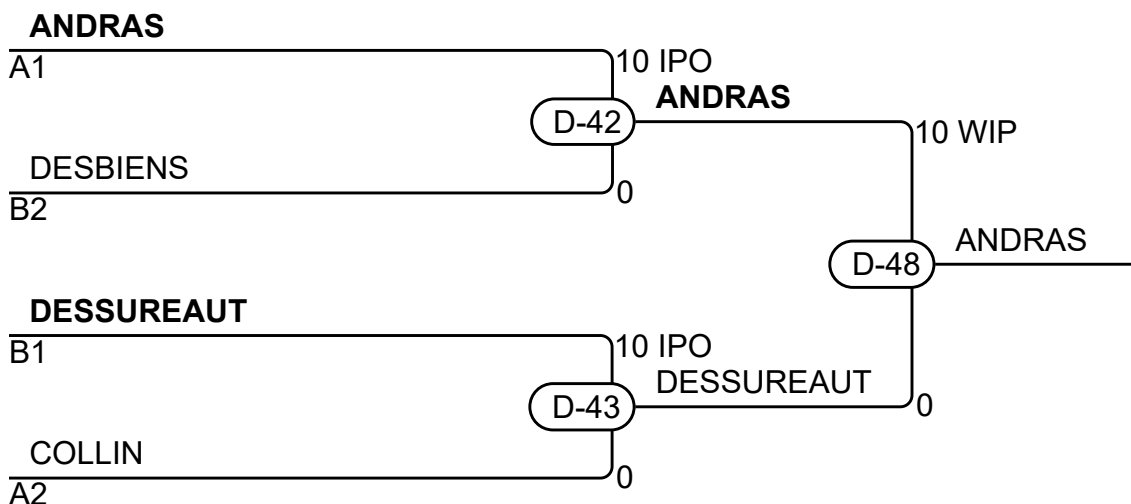 ANDRAS
A1
10 IPO
ANDRAS
D-42
10 WIP
DESBIENS
B2
0
ANDRAS
D-48
DESSUREAUT
B1
10 IPO
DESSUREAUT
D-43
0
COLLIN
A2
0